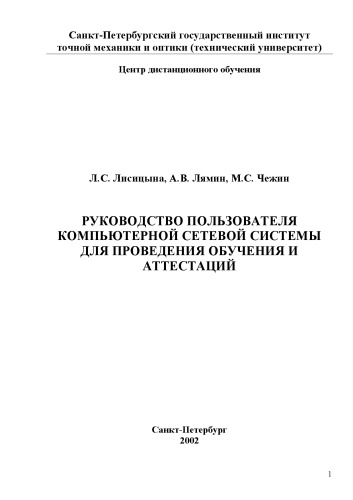 Санкт-Петербургский государственный институт
точной механики и оптики (технический университет)
Центр дистанционного обучения
Л.С. Лисицына, А.В. Лямин, М.С. Чежин
РУКОВОДСТВО ПОЛЬЗОВАТЕЛЯ
КОМПЬЮТЕРНОЙ СЕТЕВОЙ СИСТЕМЫ
ДЛЯ ПРОВЕДЕНИЯ ОБУЧЕНИЯ И
АТТЕСТАЦИЙ
Санкт-Петербург
2002
1